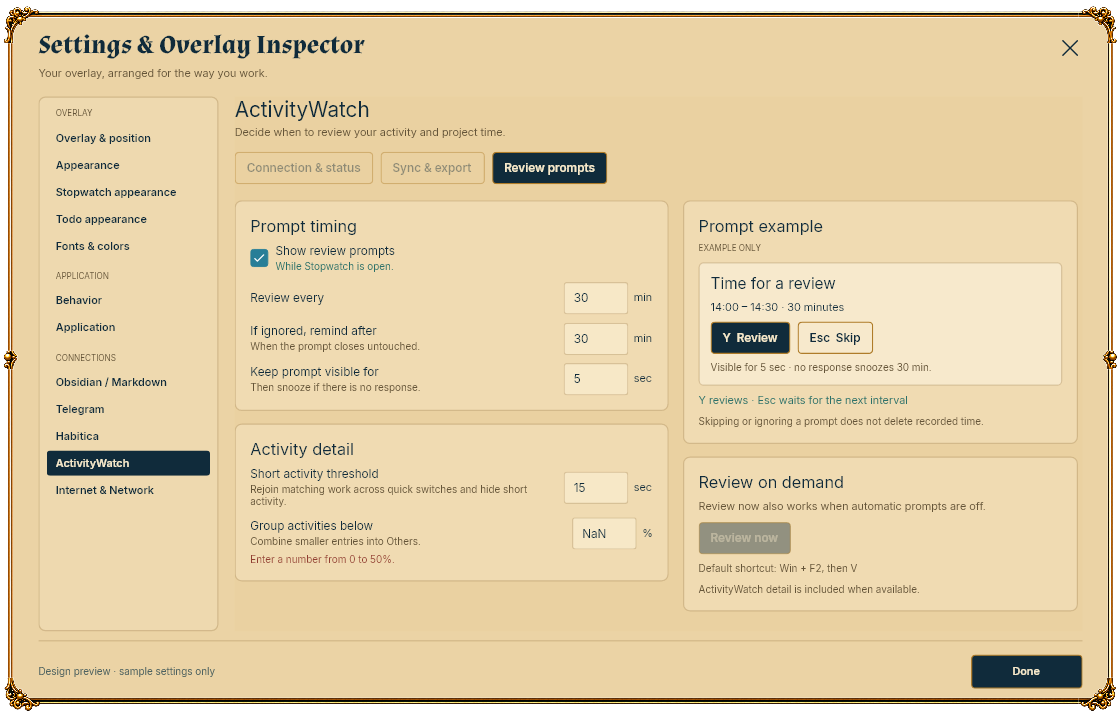 Settings & Overlay Inspector
Your overlay, arranged for the way you work.
OVERLAY
Overlay & position
Appearance
Stopwatch appearance
Todo appearance
Fonts & colors
APPLICATION
Behavior
Application
CONNECTIONS
Obsidian / Markdown
Telegram
Habitica
ActivityWatch
Internet & Network
ActivityWatch
Decide when to review your activity and project time.
Connection & status
Sync & export
Review prompts
Prompt timing
Show review prompts
While Stopwatch is open.
Review every
30 min
If ignored, remind after
When the prompt closes untouched.
30 min
Keep prompt visible for
Then snooze if there is no response.
5 sec
Activity detail
Short activity threshold
Rejoin matching work across quick switches and hide short
activity.
15 sec
Group activities below
Combine smaller entries into Others.
NaN %
Enter a number from 0 to 50%.
Prompt example
EXAMPLE ONLY
Time for a review
14:00 – 14:30 · 30 minutes
Y Review
Esc Skip
Visible for 5 sec · no response snoozes 30 min.
Y reviews · Esc waits for the next interval
Skipping or ignoring a prompt does not delete recorded time.
Review on demand
Review now also works when automatic prompts are off.
Review now
Default shortcut: Win + F2, then V
ActivityWatch detail is included when available.
Design preview · sample settings only
Done